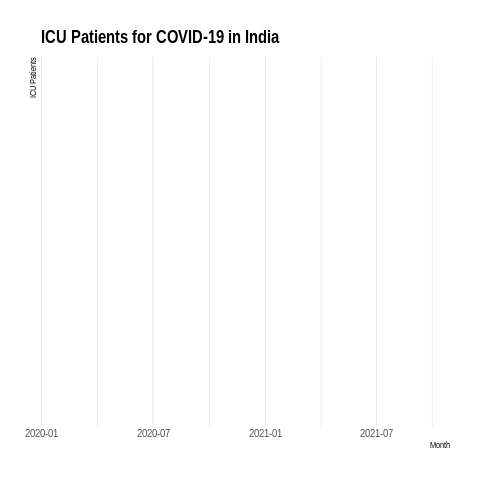 ICU Patients for COVID-19 in India
ICU Patients
2020-01 2020-07 2021-01 2021-07
Month